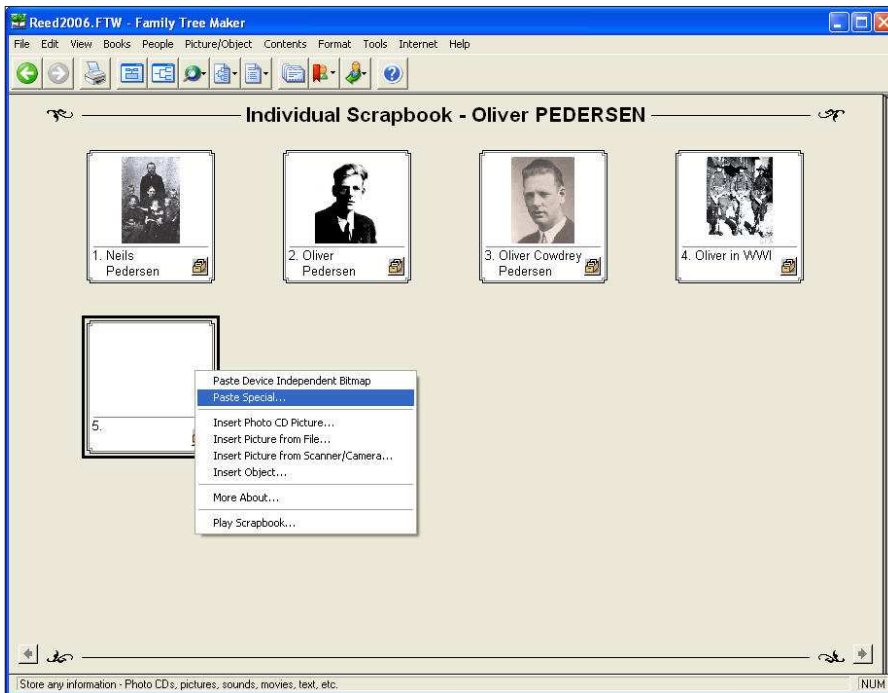 Reed2006.FTW - Family Tree Maker
File Edit View Books People Picture/Object Contents Format Tools Internet Help
Individual Scrapbook - Oliver PEDERSEN
1. Neils
Pedersen
2. Oliver
Pedersen
3. Oliver Cowdrey
Pedersen
4. Oliver in WWI
5.
Paste Device Independent Bitmap
Paste Special...
Insert Photo CD Picture...
Insert Picture from File...
Insert Picture from Scanner/Camera...
Insert Object...
More About...
Play Scrapbook...
Store any information - Photo CDs, pictures, sounds, movies, text, etc.
NUM